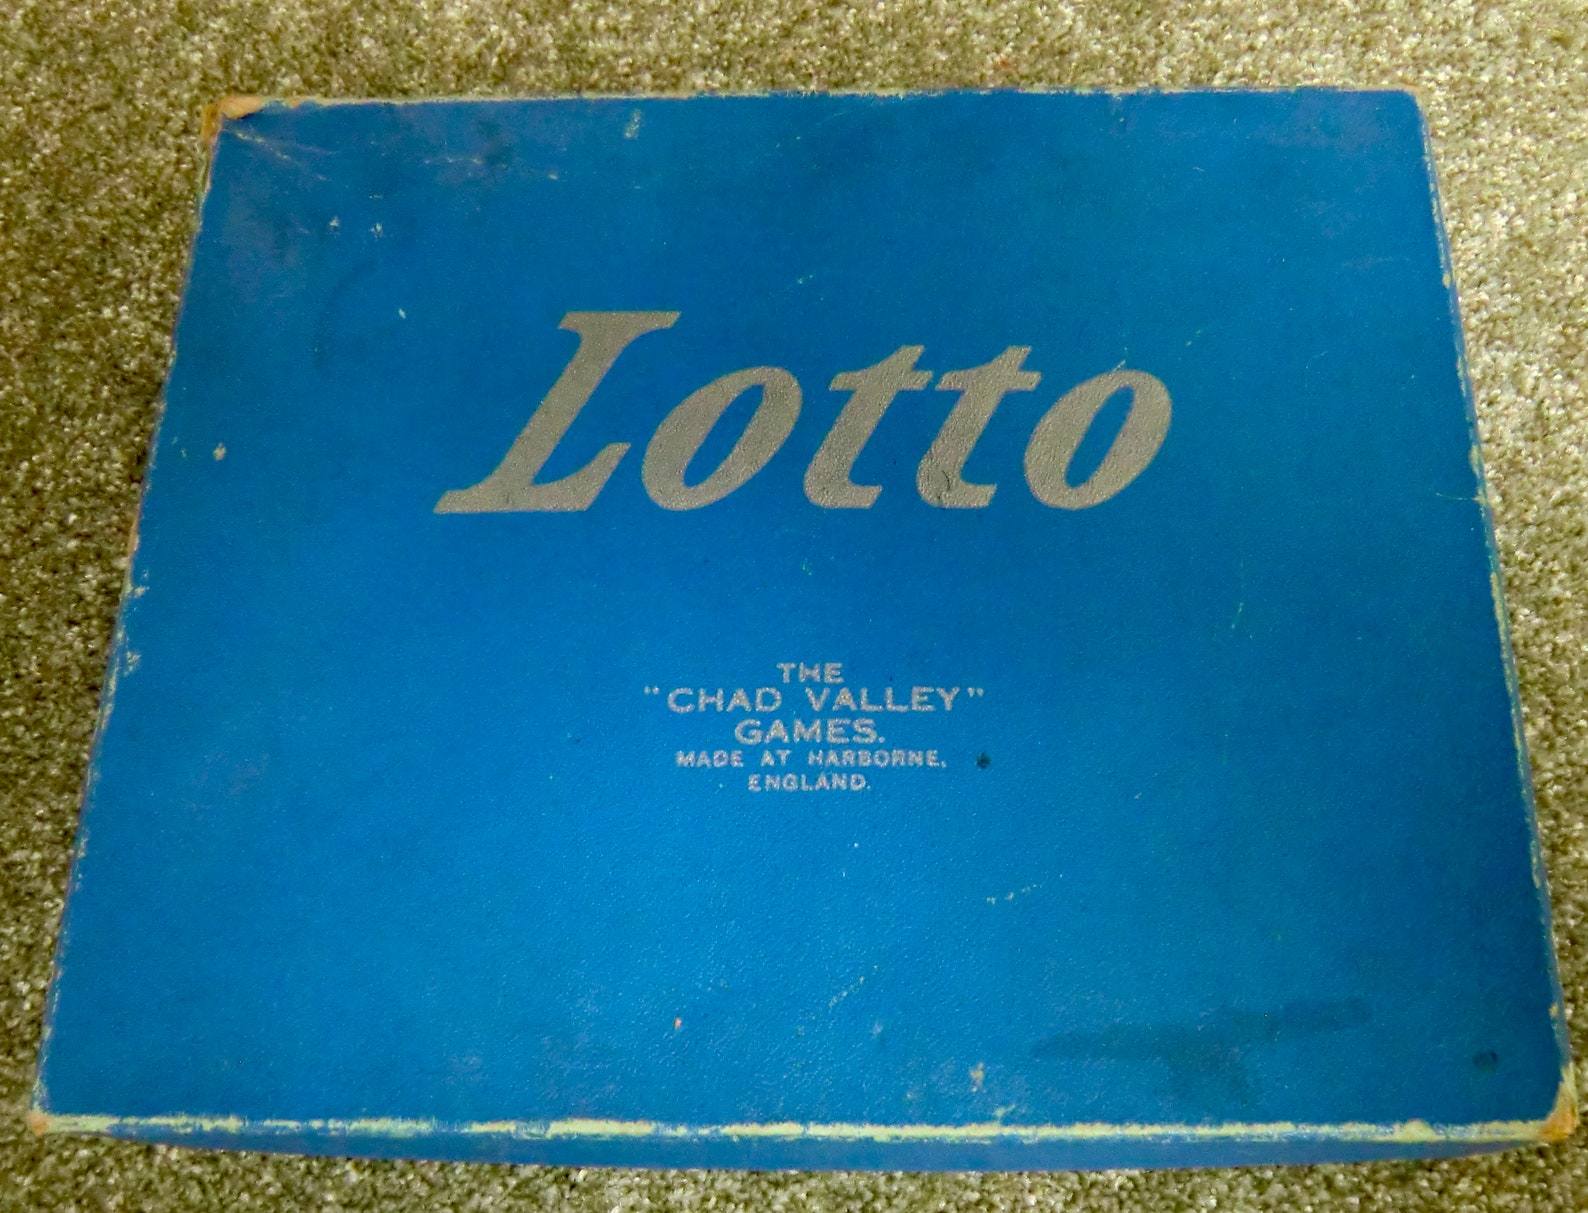 Lotto
THE
"CHAD VALLEY"
GAMES.
MADE AT HARBORNE,
ENGLAND.